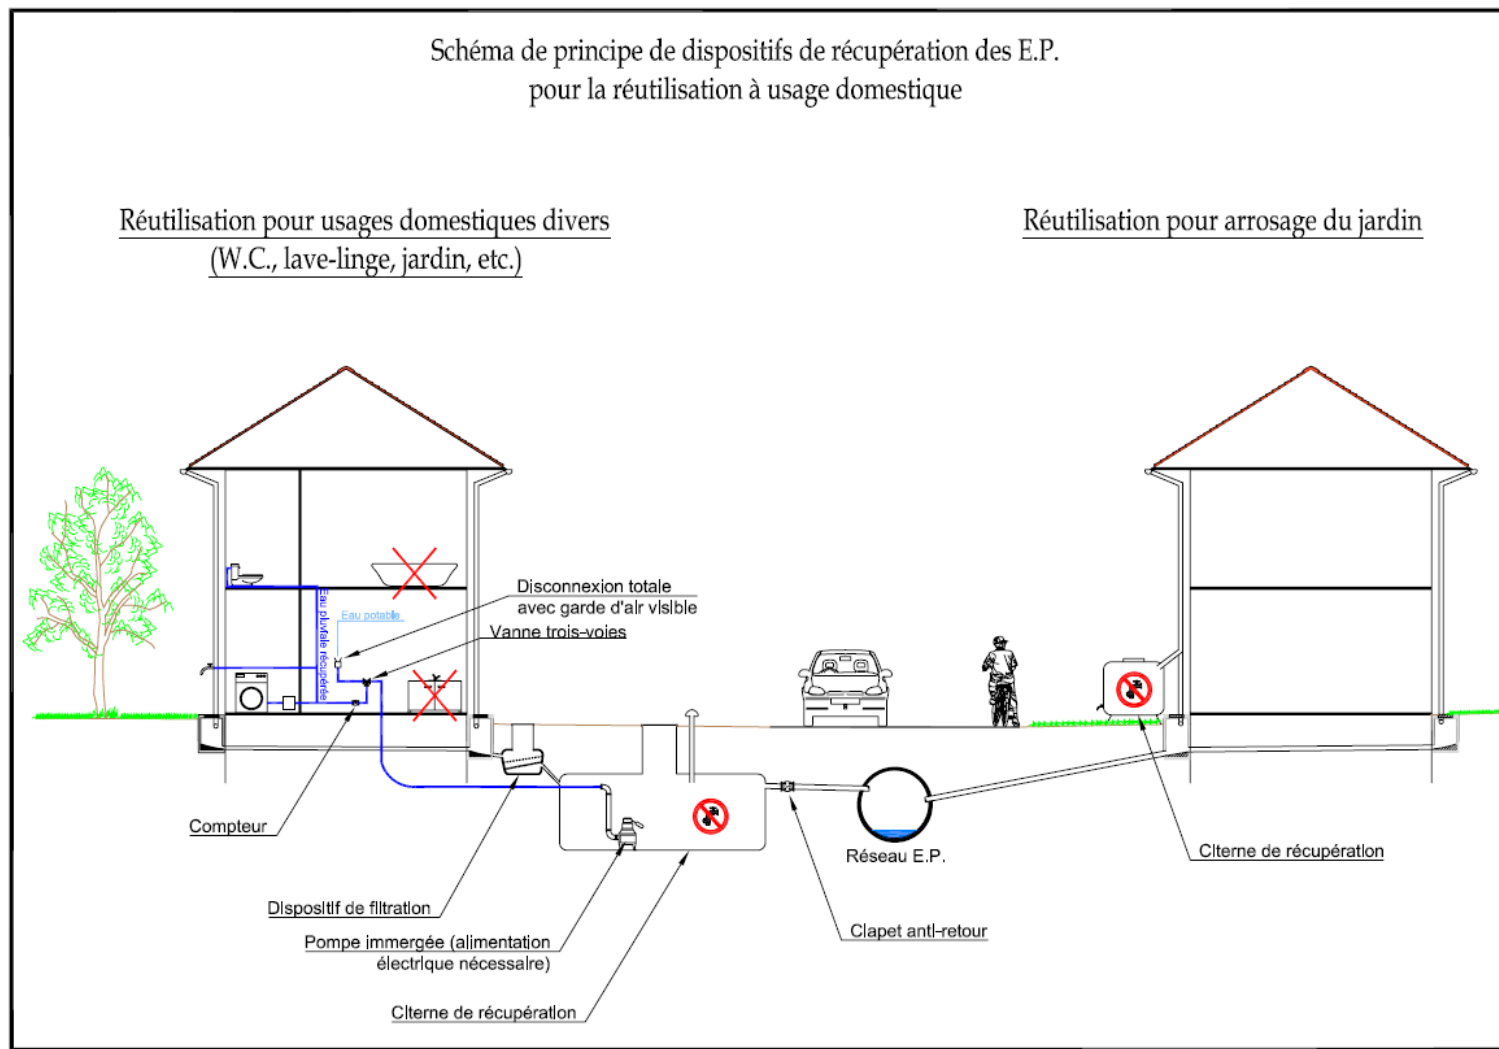 Schéma de principe de dispositifs de récupération des E.P.
pour la réutilisation à usage domestique
Réutilisation pour usages domestiques divers
(W.C., lave-linge, jardin, etc.)
Réutilisation pour arrosage du jardin
Disconnexion totale
avec garde d'air visible
Eau potable
Vanne trois-voies
Eau pluviale récupérée
Compteur
Réseau E.P.
Citerne de récupération
Dispositif de filtration
Clapet anti-retour
Pompe immergée (alimentation
électrique nécessaire)
Citerne de récupération